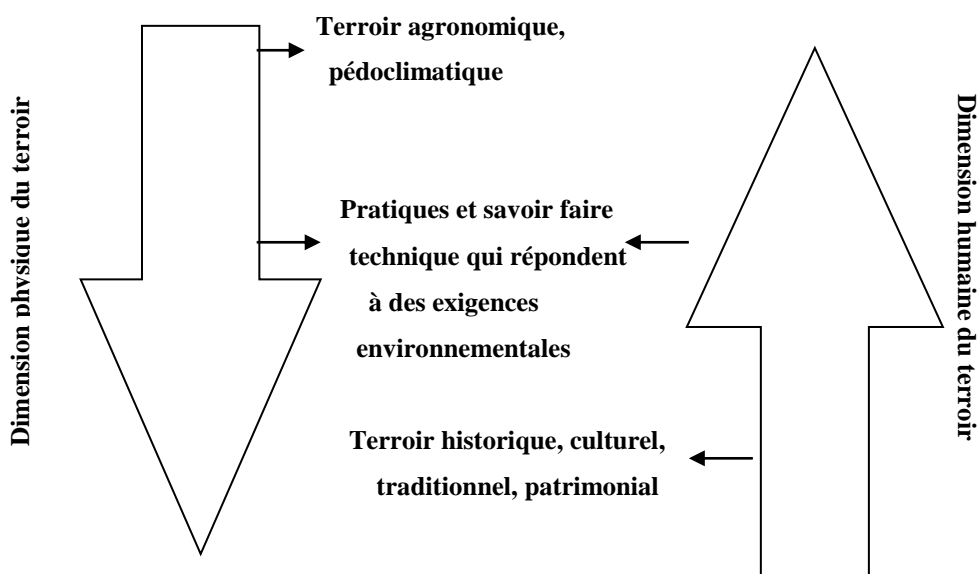 Dimension physique du terroir
Terroir agronomique,
pédoclimatique
Pratiques et savoir faire
technique qui répondent
à des exigences
environnementales
Terroir historique, culturel,
traditionnel, patrimonial
Dimension humaine du terroir